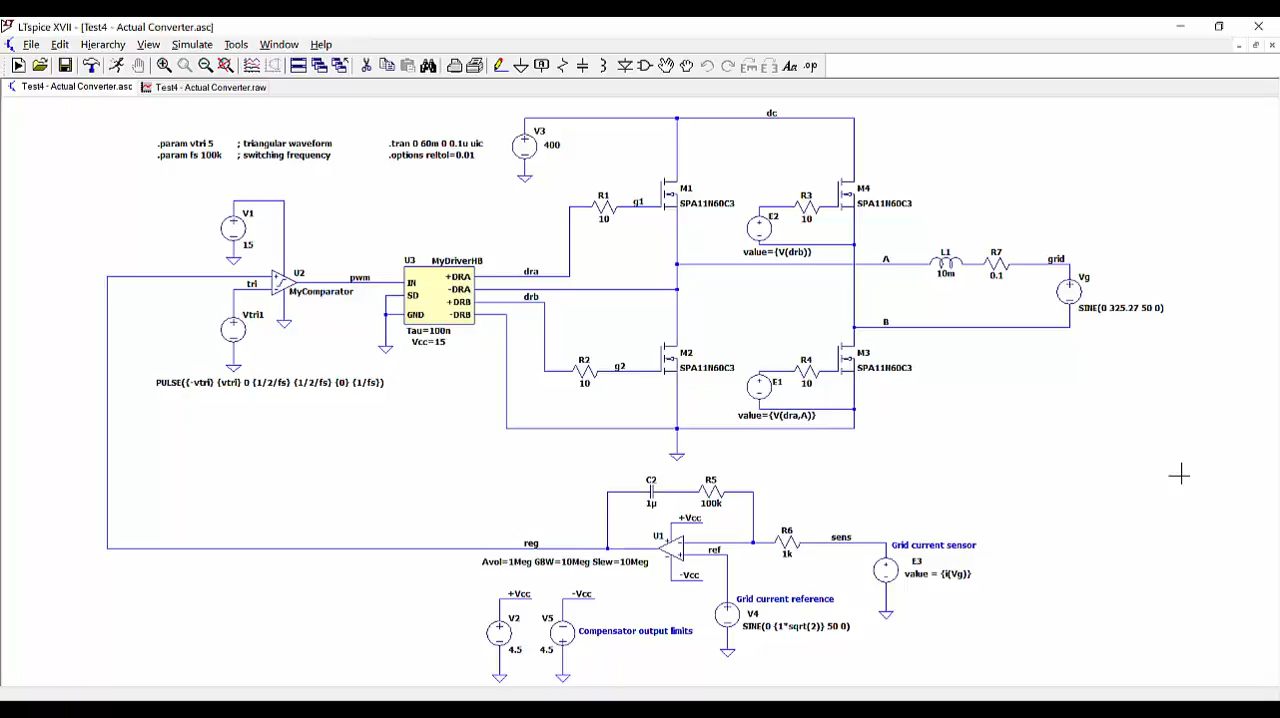 LTspice XVII - [Test4 - Actual Converter.asc]
File Edit Hierarchy View Simulate Tools Window Help
Test4 - Actual Converter.asc Test4 - Actual Converter.raw
dc
V3
400
.param vtri 5 ; triangular waveform
.param fs 100k ; switching frequency
.tran 0 60m 0 0.1u uic
.options reltol=0.01
R1
10
g1
M1
SPA11N60C3
R3
10
M4
SPA11N60C3
E2
value={V(drb)}
V1
15
U2
MyComparator
pwm
tri
Vtri1
PULSE({-vtri} {vtri} 0 {1/2/fs} {1/2/fs} {0} {1/fs})
U3
MyDriverHB
IN
SD
GND
+DRA
-DRA
+DRB
-DRB
Tau=100n
Vcc=15
dra
drb
A
L1
10m
R7
0.1
grid
Vg
SINE(0 325.27 50 0)
B
R2
10
g2
M2
SPA11N60C3
R4
10
M3
SPA11N60C3
E1
value={V(dra,A)}
C2
1µ
R5
100k
+Vcc
U1
ref
-Vcc
R6
1k
sens
Grid current sensor
E3
value = {i(Vg)}
reg
Avol=1Meg GBW=10Meg Slew=10Meg
Grid current reference
V4
SINE(0 {1*sqrt(2)} 50 0)
+Vcc
V2
4.5
-Vcc
V5
4.5
Compensator output limits